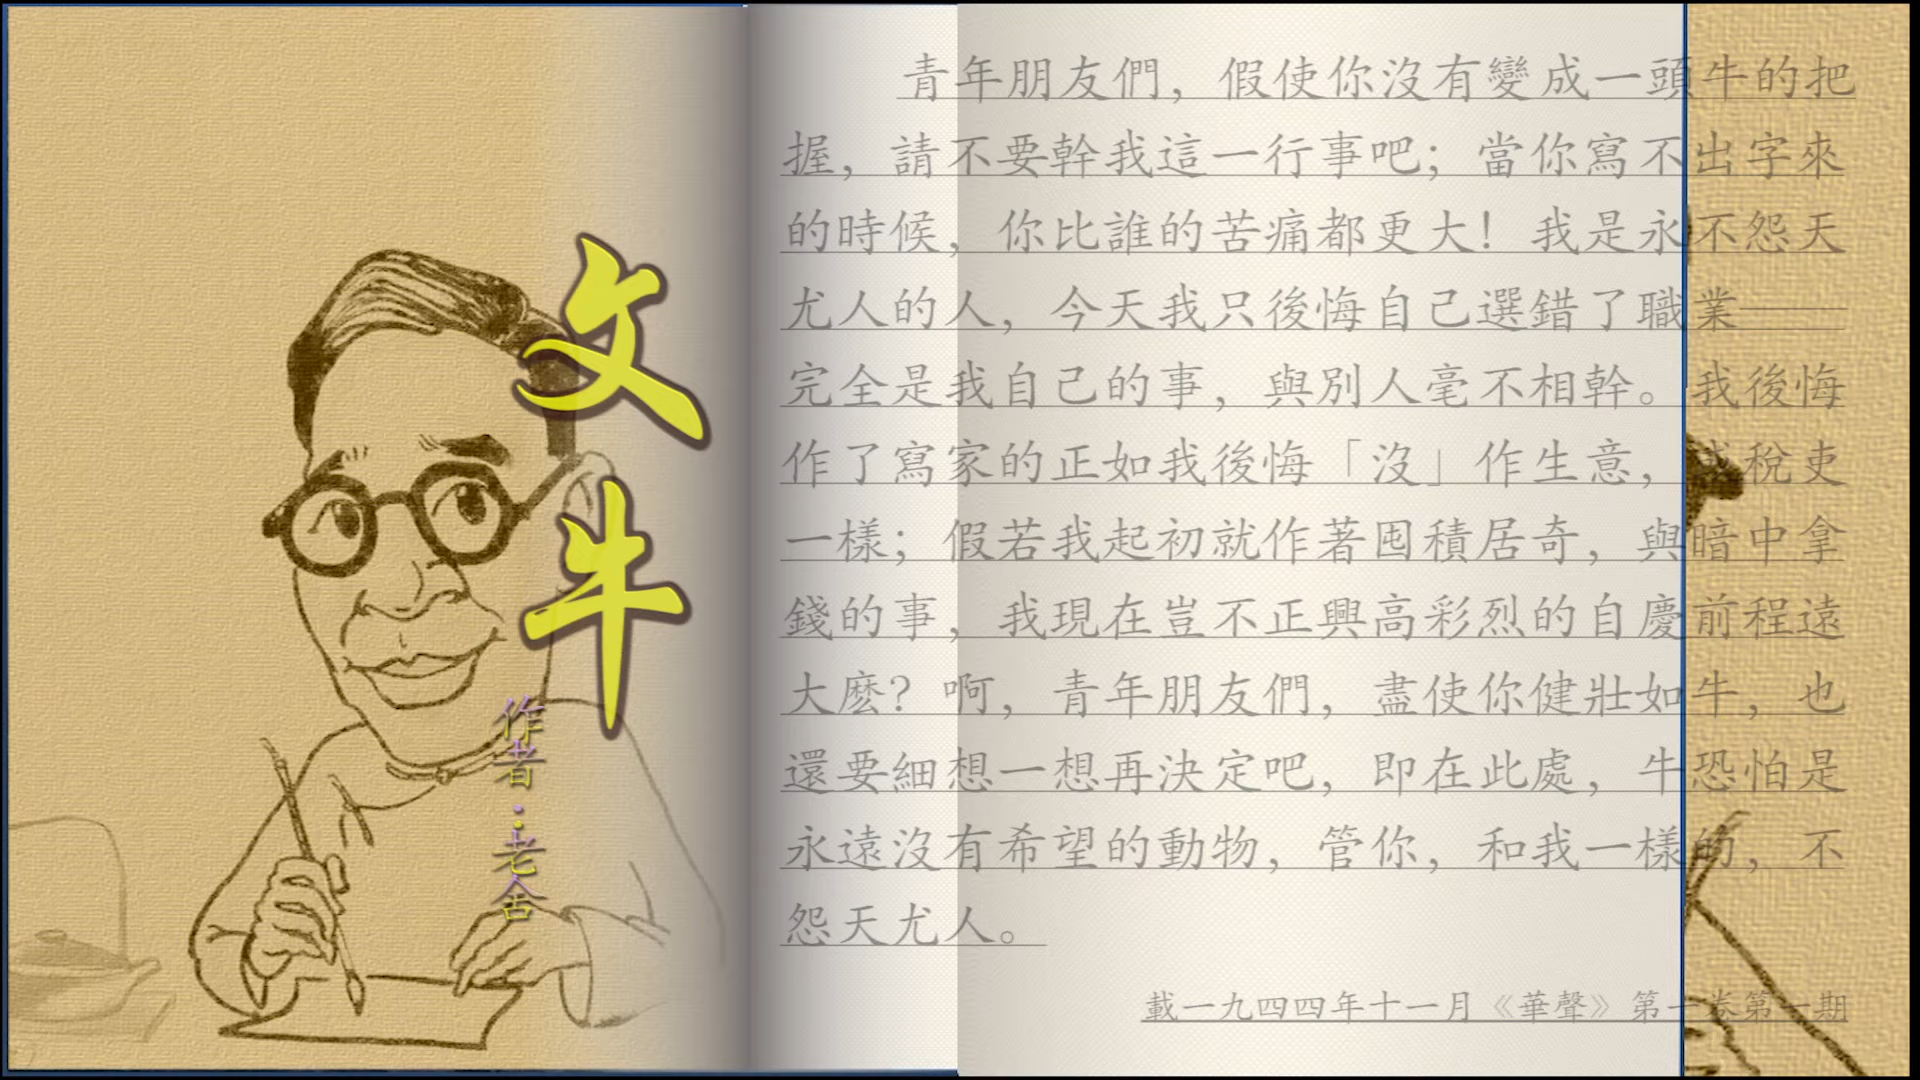 文牛
作者：老舍
青年朋友們，假使你沒有變成一頭牛的把
握，請不要幹我這一行事吧；當你寫不出字來
的時候，你比誰的苦痛都更大！我是永不怨天
尤人的人，今天我只後悔自己選錯了職業——
完全是我自己的事，與別人毫不相幹。我後悔
作了寫家的正如我後悔「沒」作生意，或稅吏
一樣；假若我起初就作著囤積居奇，與暗中拿
錢的事，我現在豈不正興高彩烈的自慶前程遠
大麼？啊，青年朋友們，盡使你健壯如牛，也
還要細想一想再決定吧，即在此處，牛恐怕是
永遠沒有希望的動物，管你，和我一樣的，不
怨天尤人。
載一九四四年十一月《華聲》第一卷第一期